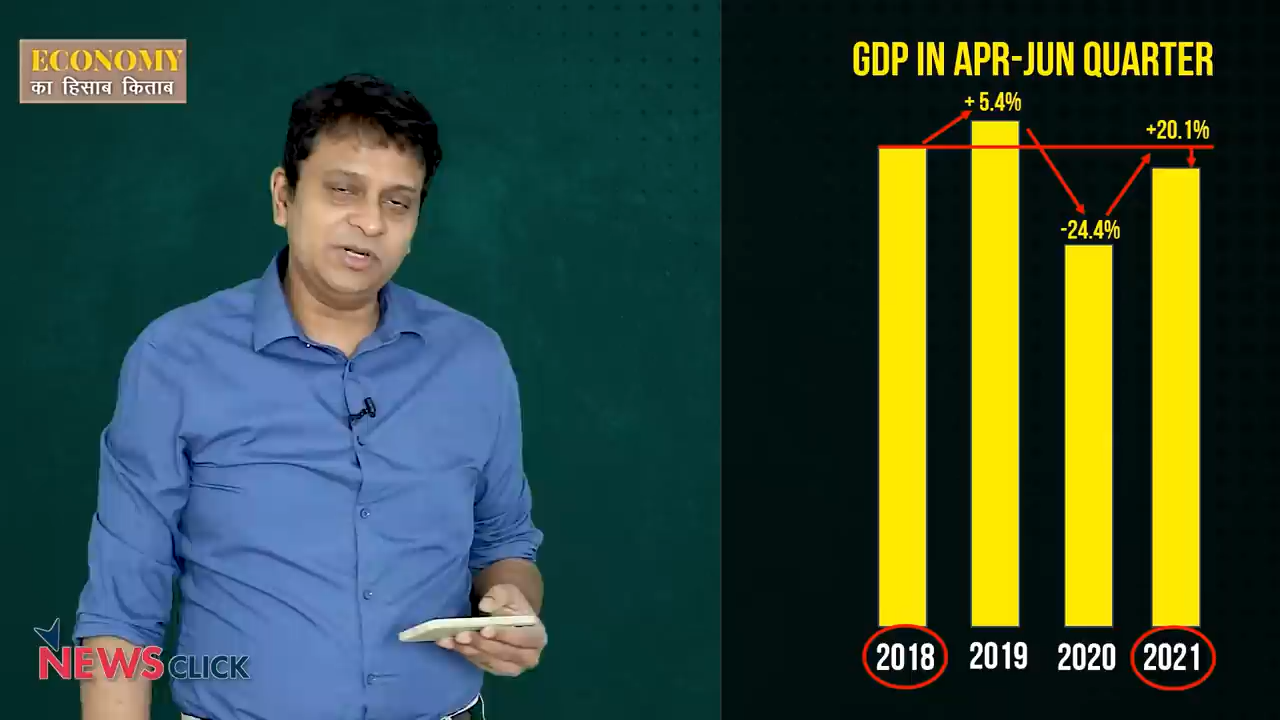 ECONOMY
का हिसाब किताब
GDP IN APR-JUN QUARTER
+ 5.4%
+20.1%
-24.4%
2018 2019 2020 2021
NEWSCLICK